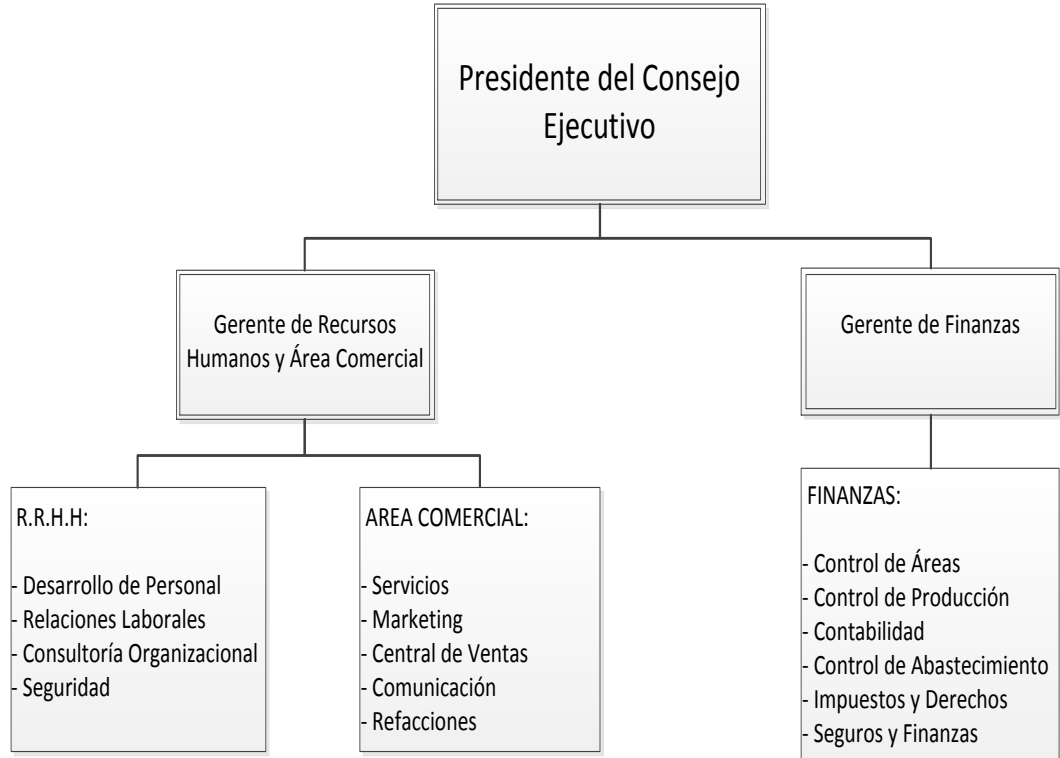 Presidente del Consejo
Ejecutivo
Gerente de Recursos
Humanos y Área Comercial
Gerente de Finanzas
R.R.H.H:
- Desarrollo de Personal
- Relaciones Laborales
- Consultoría Organizacional
- Seguridad
AREA COMERCIAL:
- Servicios
- Marketing
- Central de Ventas
- Comunicación
- Refacciones
FINANZAS:
- Control de Áreas
- Control de Producción
- Contabilidad
- Control de Abastecimiento
- Impuestos y Derechos
- Seguros y Finanzas